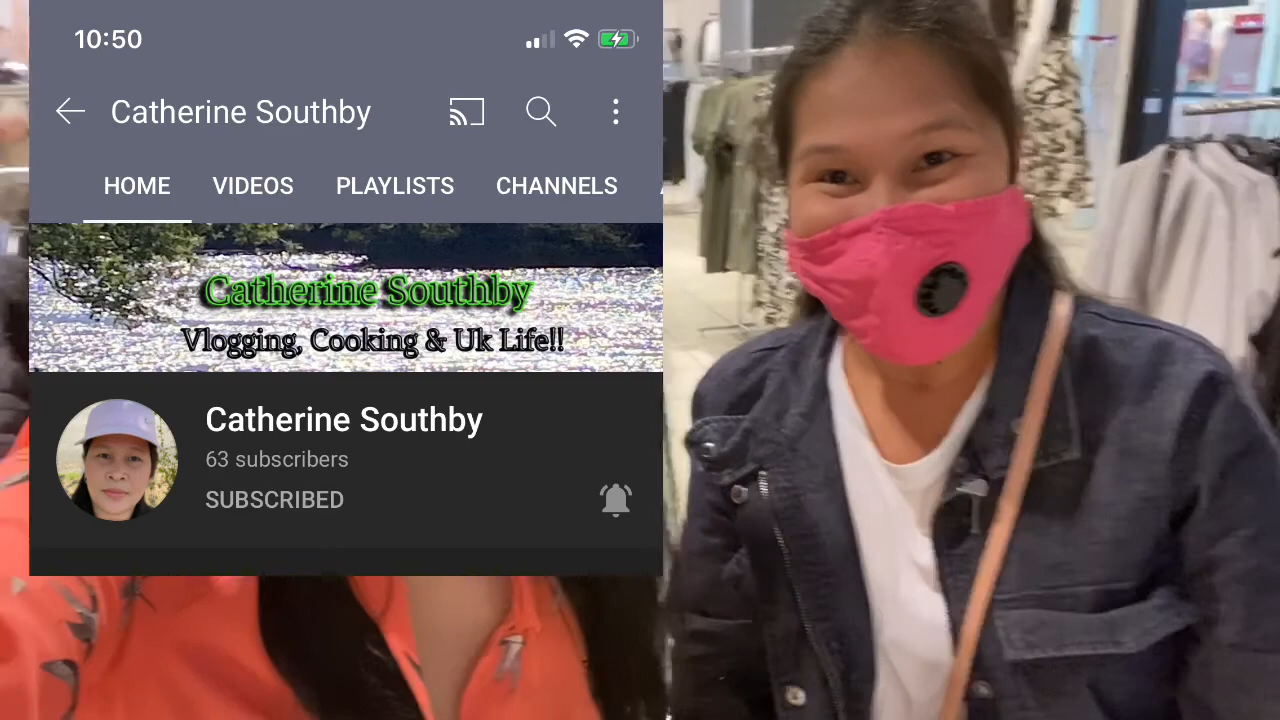 10:50
Catherine Southby
HOME VIDEOS PLAYLISTS CHANNELS
Catherine Southby
Vlogging, Cooking & Uk Life!!
Catherine Southby
63 subscribers
SUBSCRIBED